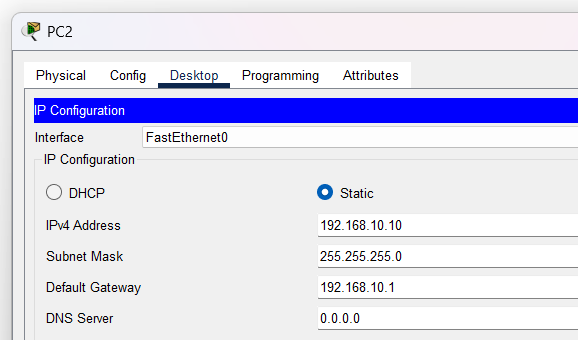 PC2
Physical Config Desktop Programming Attributes
IP Configuration
Interface FastEthernet0
IP Configuration
DHCP Static
IPv4 Address 192.168.10.10
Subnet Mask 255.255.255.0
Default Gateway 192.168.10.1
DNS Server 0.0.0.0